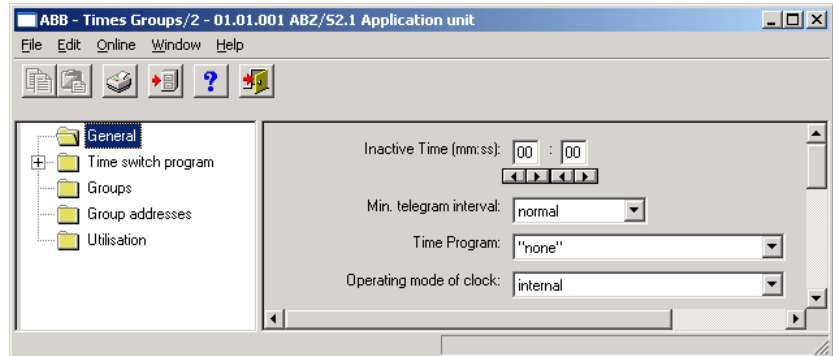 ABB - Times Groups/2 - 01.01.001 ABZ/S2.1 Application unit
File Edit Online Window Help
?
General
Time switch program
Groups
Group addresses
Utilisation
Inactive Time (mm:ss): 00 : 00
Min. telegram interval: normal
Time Program: "none"
Operating mode of clock: internal